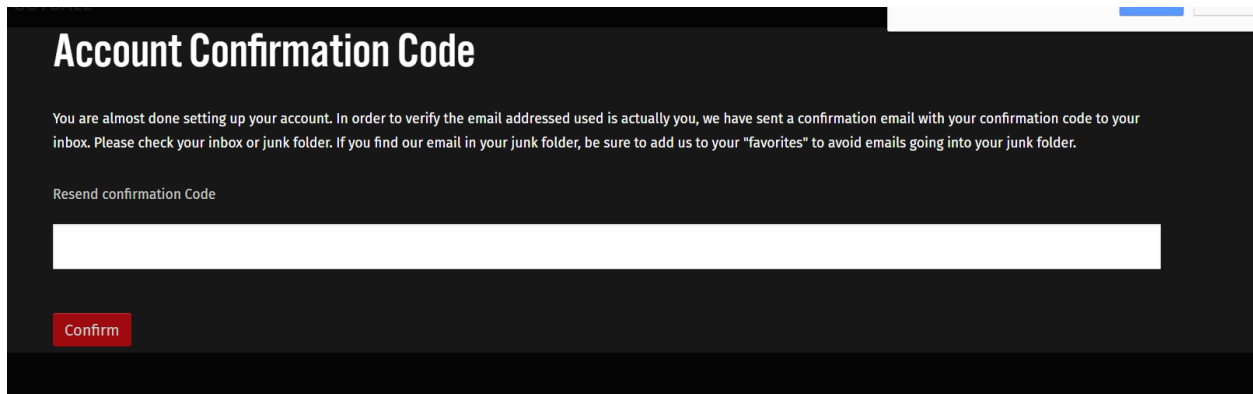 Account Confirmation Code
You are almost done setting up your account. In order to verify the email addressed used is actually you, we have sent a confirmation email with your confirmation code to your
inbox. Please check your inbox or junk folder. If you find our email in your junk folder, be sure to add us to your "favorites" to avoid emails going into your junk folder.
Resend confirmation Code
Confirm